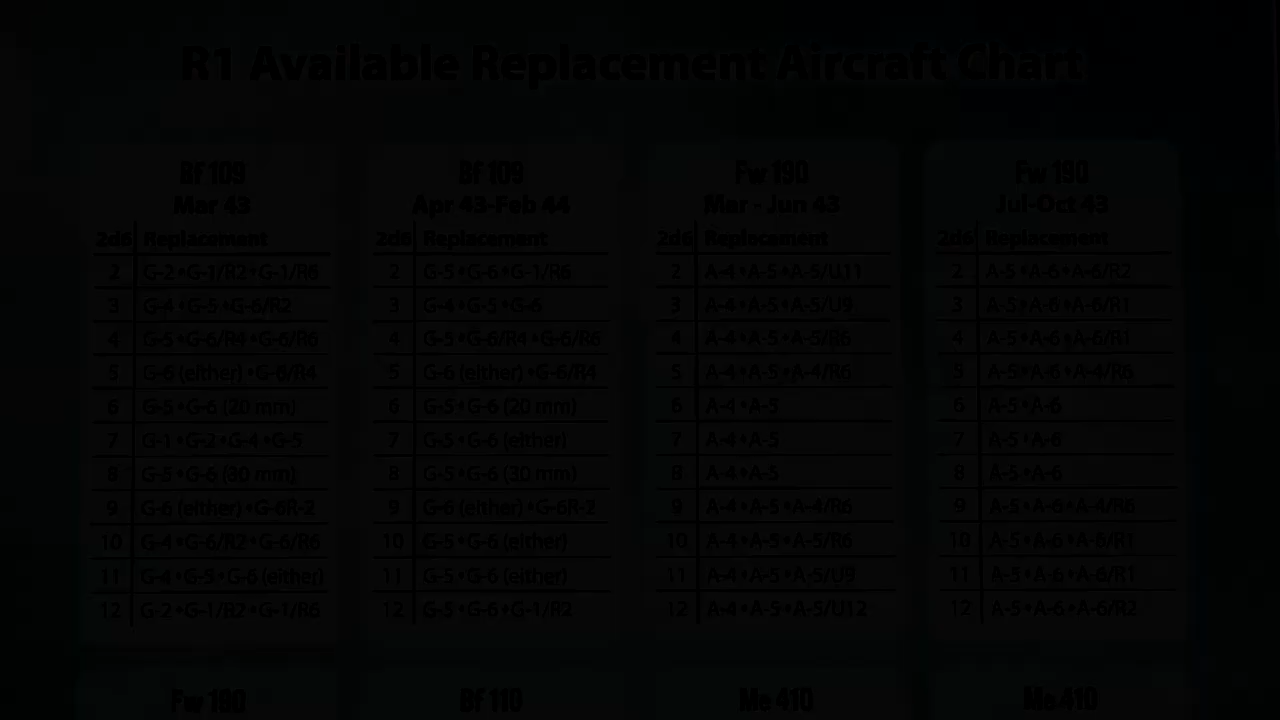 R1 Available Replacement Aircraft Chart
Bf 109
Mar 43
2d6 Replacement
2 G-2 • G-1/R2 • G-1/R6
3 G-4 • G-5 • G-6/R2
4 G-5 • G-6/R4 • G-6/R6
5 G-6 (either) • G-6/R4
6 G-5 • G-6 (20 mm)
7 G-1 • G-2 • G-4 • G-5
8 G-5 • G-6 (30 mm)
9 G-6 (either) • G-6R-2
10 G-4 • G-6/R2 • G-6/R6
11 G-4 • G-5 • G-6 (either)
12 G-2 • G-1/R2 • G-1/R6
Bf 109
Apr 43-Feb 44
2d6 Replacement
2 G-5 • G-6 • G-1/R6
3 G-4 • G-5 • G-6
4 G-5 • G-6/R4 • G-6/R6
5 G-6 (either) • G-6/R4
6 G-5 • G-6 (20 mm)
7 G-5 • G-6 (either)
8 G-5 • G-6 (30 mm)
9 G-6 (either) • G-6R-2
10 G-5 • G-6 (either)
11 G-5 • G-6 (either)
12 G-5 • G-6 • G-1/R2
Fw 190
Mar - Jun 43
2d6 Replacement
2 A-4 • A-5 • A-5/U11
3 A-4 • A-5 • A-5/U9
4 A-4 • A-5 • A-5/R6
5 A-4 • A-5 • A-4/R6
6 A-4 • A-5
7 A-4 • A-5
8 A-4 • A-5
9 A-4 • A-5 • A-4/R6
10 A-4 • A-5 • A-5/R6
11 A-4 • A-5 • A-5/U9
12 A-4 • A-5 • A-5/U12
Fw 190
Jul-Oct 43
2d6 Replacement
2 A-5 • A-6 • A-6/R2
3 A-5 • A-6 • A-6/R1
4 A-5 • A-6 • A-6/R1
5 A-5 • A-6 • A-4/R6
6 A-5 • A-6
7 A-5 • A-6
8 A-5 • A-6
9 A-5 • A-6 • A-4/R6
10 A-5 • A-6 • A-6/R1
11 A-5 • A-6 • A-6/R1
12 A-5 • A-6 • A-6/R2
Fw 190
Bf 110
Me 410
Me 410